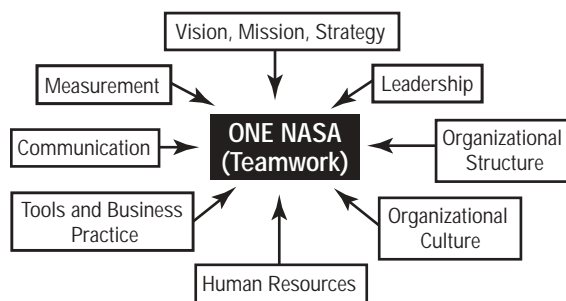 Vision, Mission, Strategy
Measurement
Leadership
ONE NASA
(Teamwork)
Communication
Organizational
Structure
Tools and Business
Practice
Organizational
Culture
Human Resources